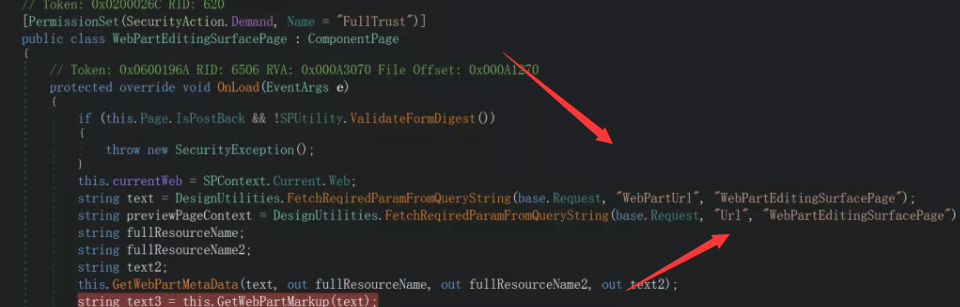 // Token: 0x0200026C RID: 620
[PermissionSet(SecurityAction.Demand, Name = "FullTrust")]
public class WebPartEditingSurfacePage : ComponentPage
{
// Token: 0x0600196A RID: 6506 RVA: 0x000A3070 File Offset: 0x000A1270
protected override void OnLoad(EventArgs e)
{
if (this.Page.IsPostBack && !SPUtility.ValidateFormDigest())
{
throw new SecurityException();
}
this.currentWeb = SPContext.Current.Web;
string text = DesignUtilities.FetchReqiredParamFromQueryString(base.Request, "WebPartUrl", "WebPartEditingSurfacePage");
string previewPageContext = DesignUtilities.FetchReqiredParamFromQueryString(base.Request, "Url", "WebPartEditingSurfacePage")
string fullResourceName;
string fullResourceName2;
string text2;
this.GetWebPartMetaData(text, out fullResourceName, out fullResourceName2, out text2);
string text3 = this.GetWebPartMarkup(text);